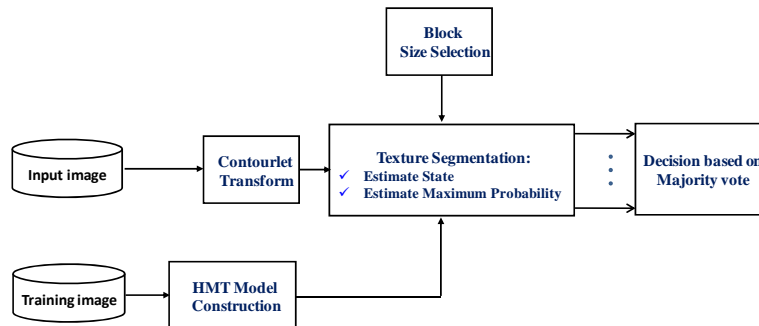 Block
Size Selection
Input image
Contourlet
Transform
Texture Segmentation:
✓ Estimate State
✓ Estimate Maximum Probability
Decision based on
Majority vote
Training image
HMT Model
Construction